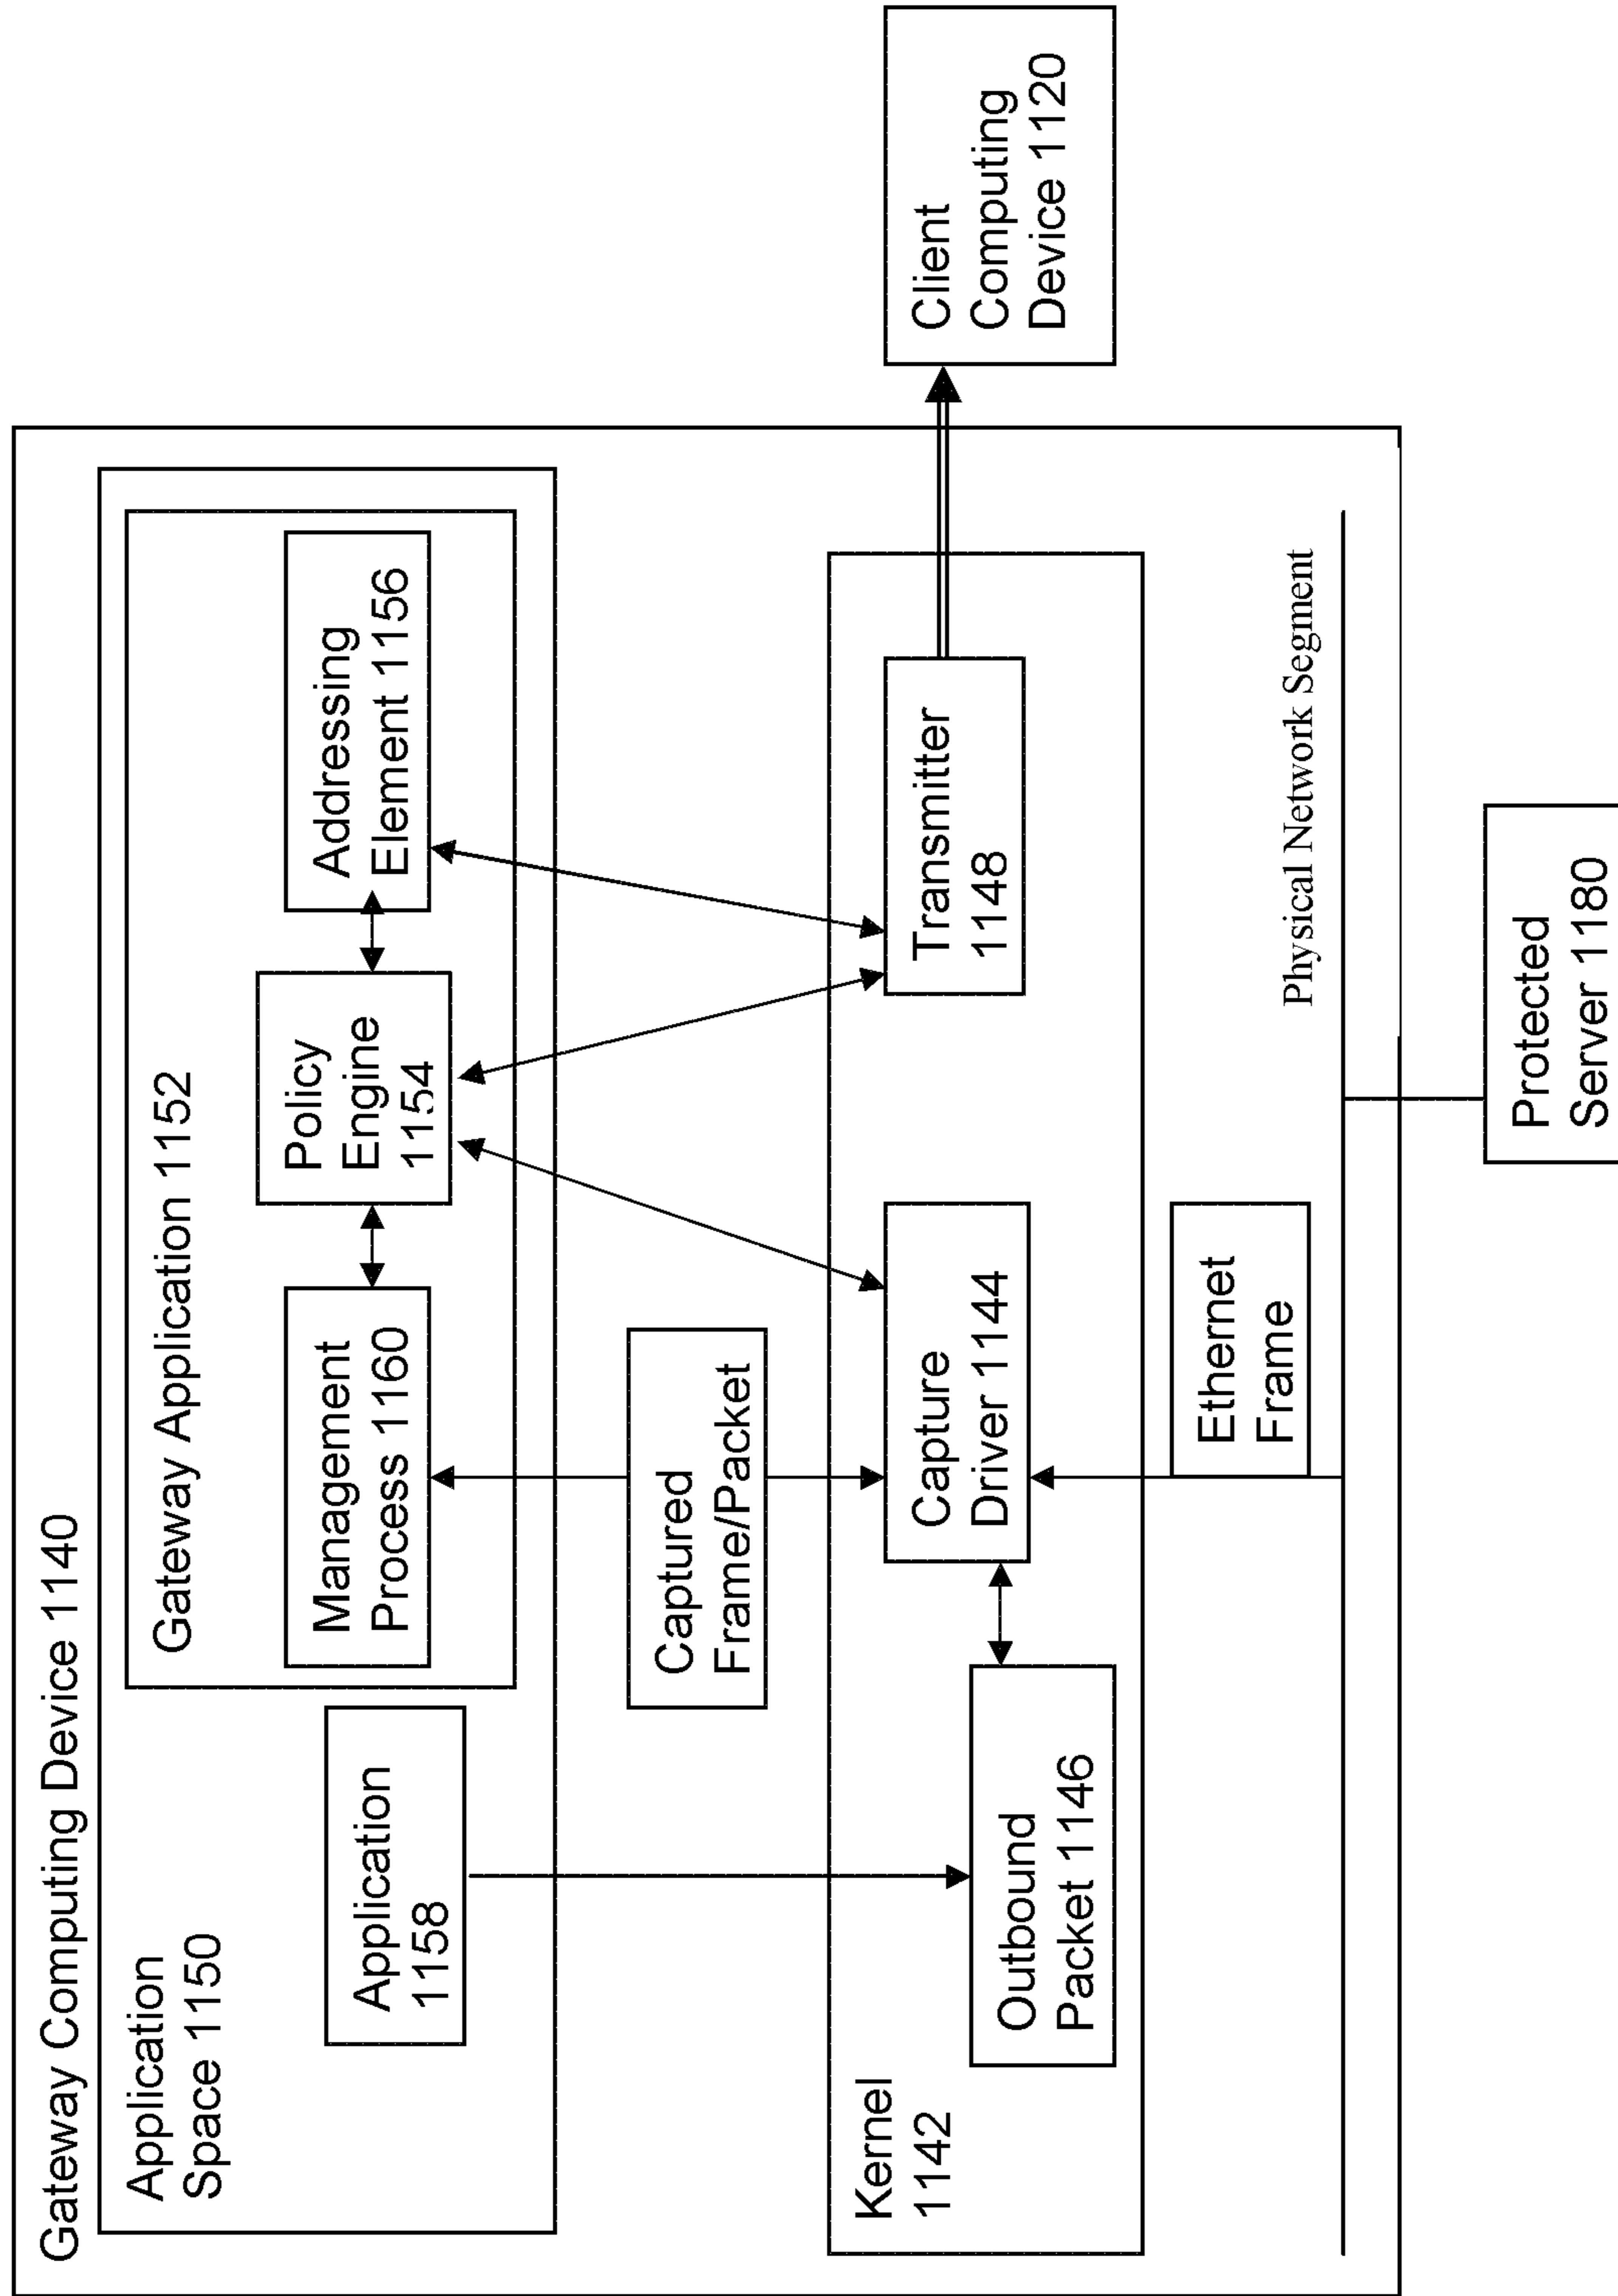 Gateway Computing Device 1140
Application
Space 1150
Gateway Application 1152
Application
1158
Management
Process 1160
Policy
Engine
1154
Addressing
Element 1156
Captured
Frame/Packet
Kernel
1142
Outbound
Packet 1146
Capture
Driver 1144
Transmitter
1148
Client
Computing
Device 1120
Ethernet
Frame
Physical Network Segment
Protected
Server 1180